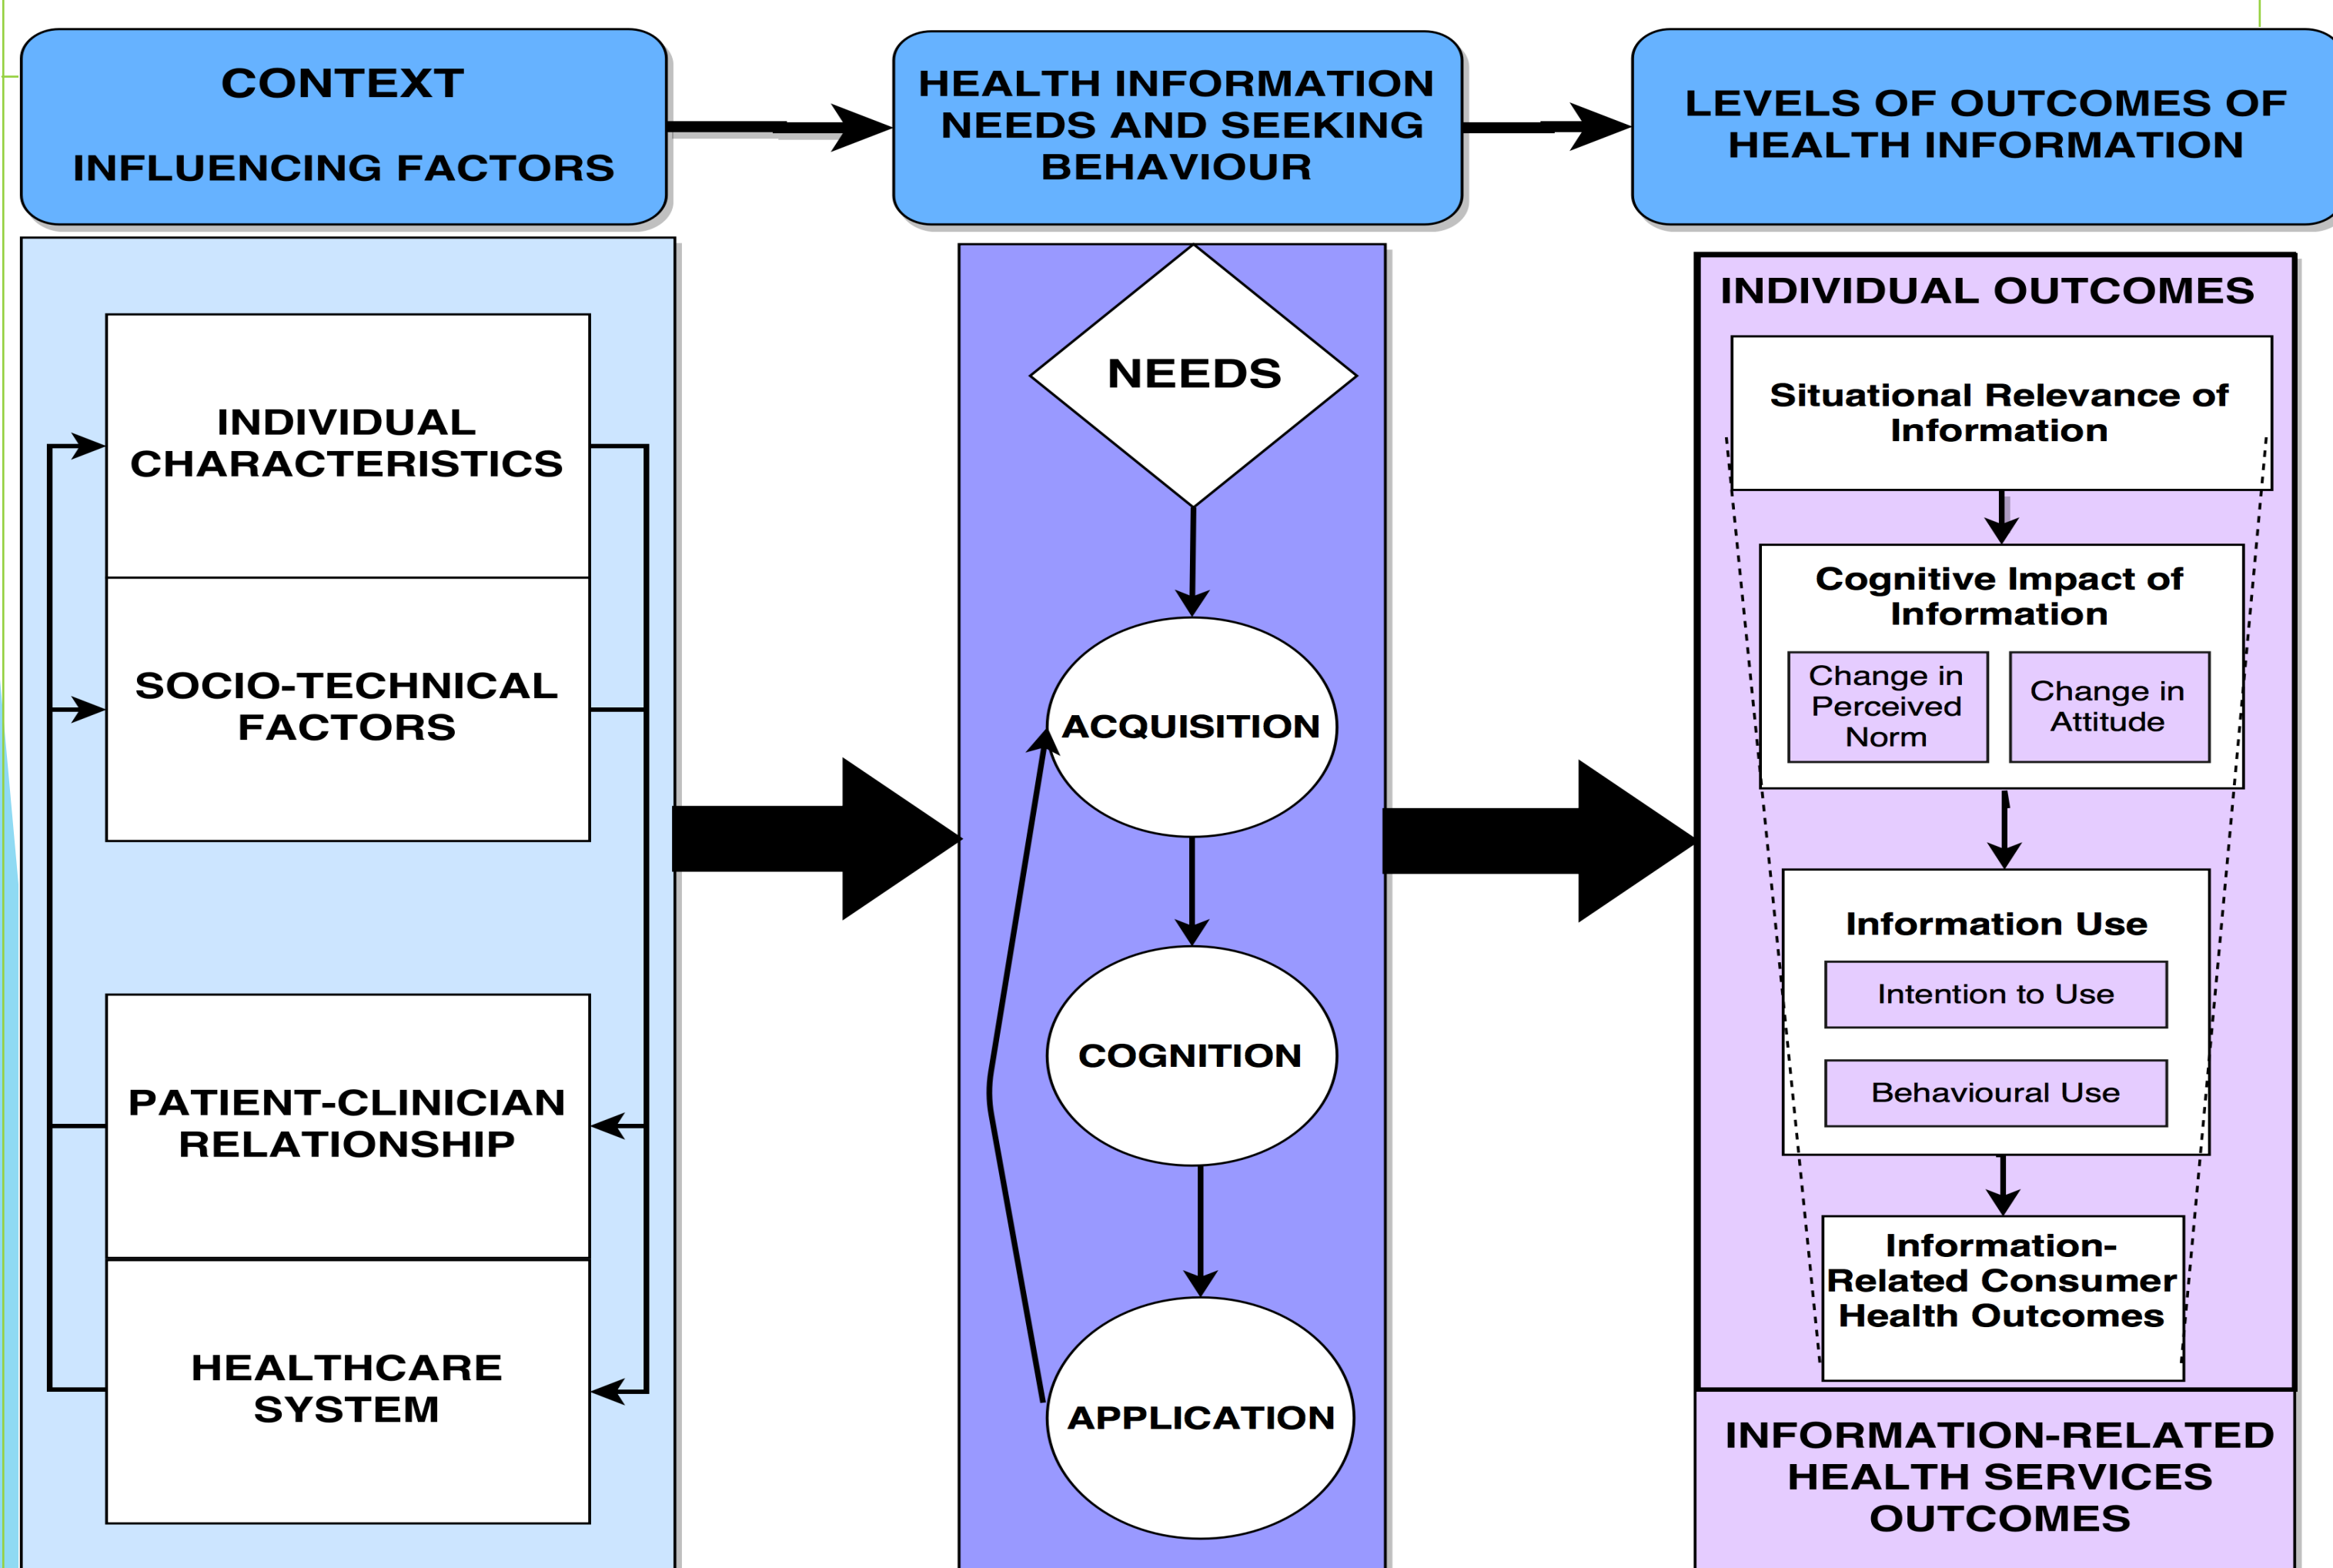 CONTEXT
INFLUENCING FACTORS
HEALTH INFORMATION
NEEDS AND SEEKING
BEHAVIOUR
LEVELS OF OUTCOMES OF
HEALTH INFORMATION
INDIVIDUAL
CHARACTERISTICS
SOCIO-TECHNICAL
FACTORS
PATIENT-CLINICIAN
RELATIONSHIP
HEALTHCARE
SYSTEM
NEEDS
ACQUISITION
COGNITION
APPLICATION
INDIVIDUAL OUTCOMES
Situational Relevance of
Information
Cognitive Impact of
Information
Change in
Perceived
Norm
Change in
Attitude
Information Use
Intention to Use
Behavioural Use
Information-
Related Consumer
Health Outcomes
INFORMATION-RELATED
HEALTH SERVICES
OUTCOMES